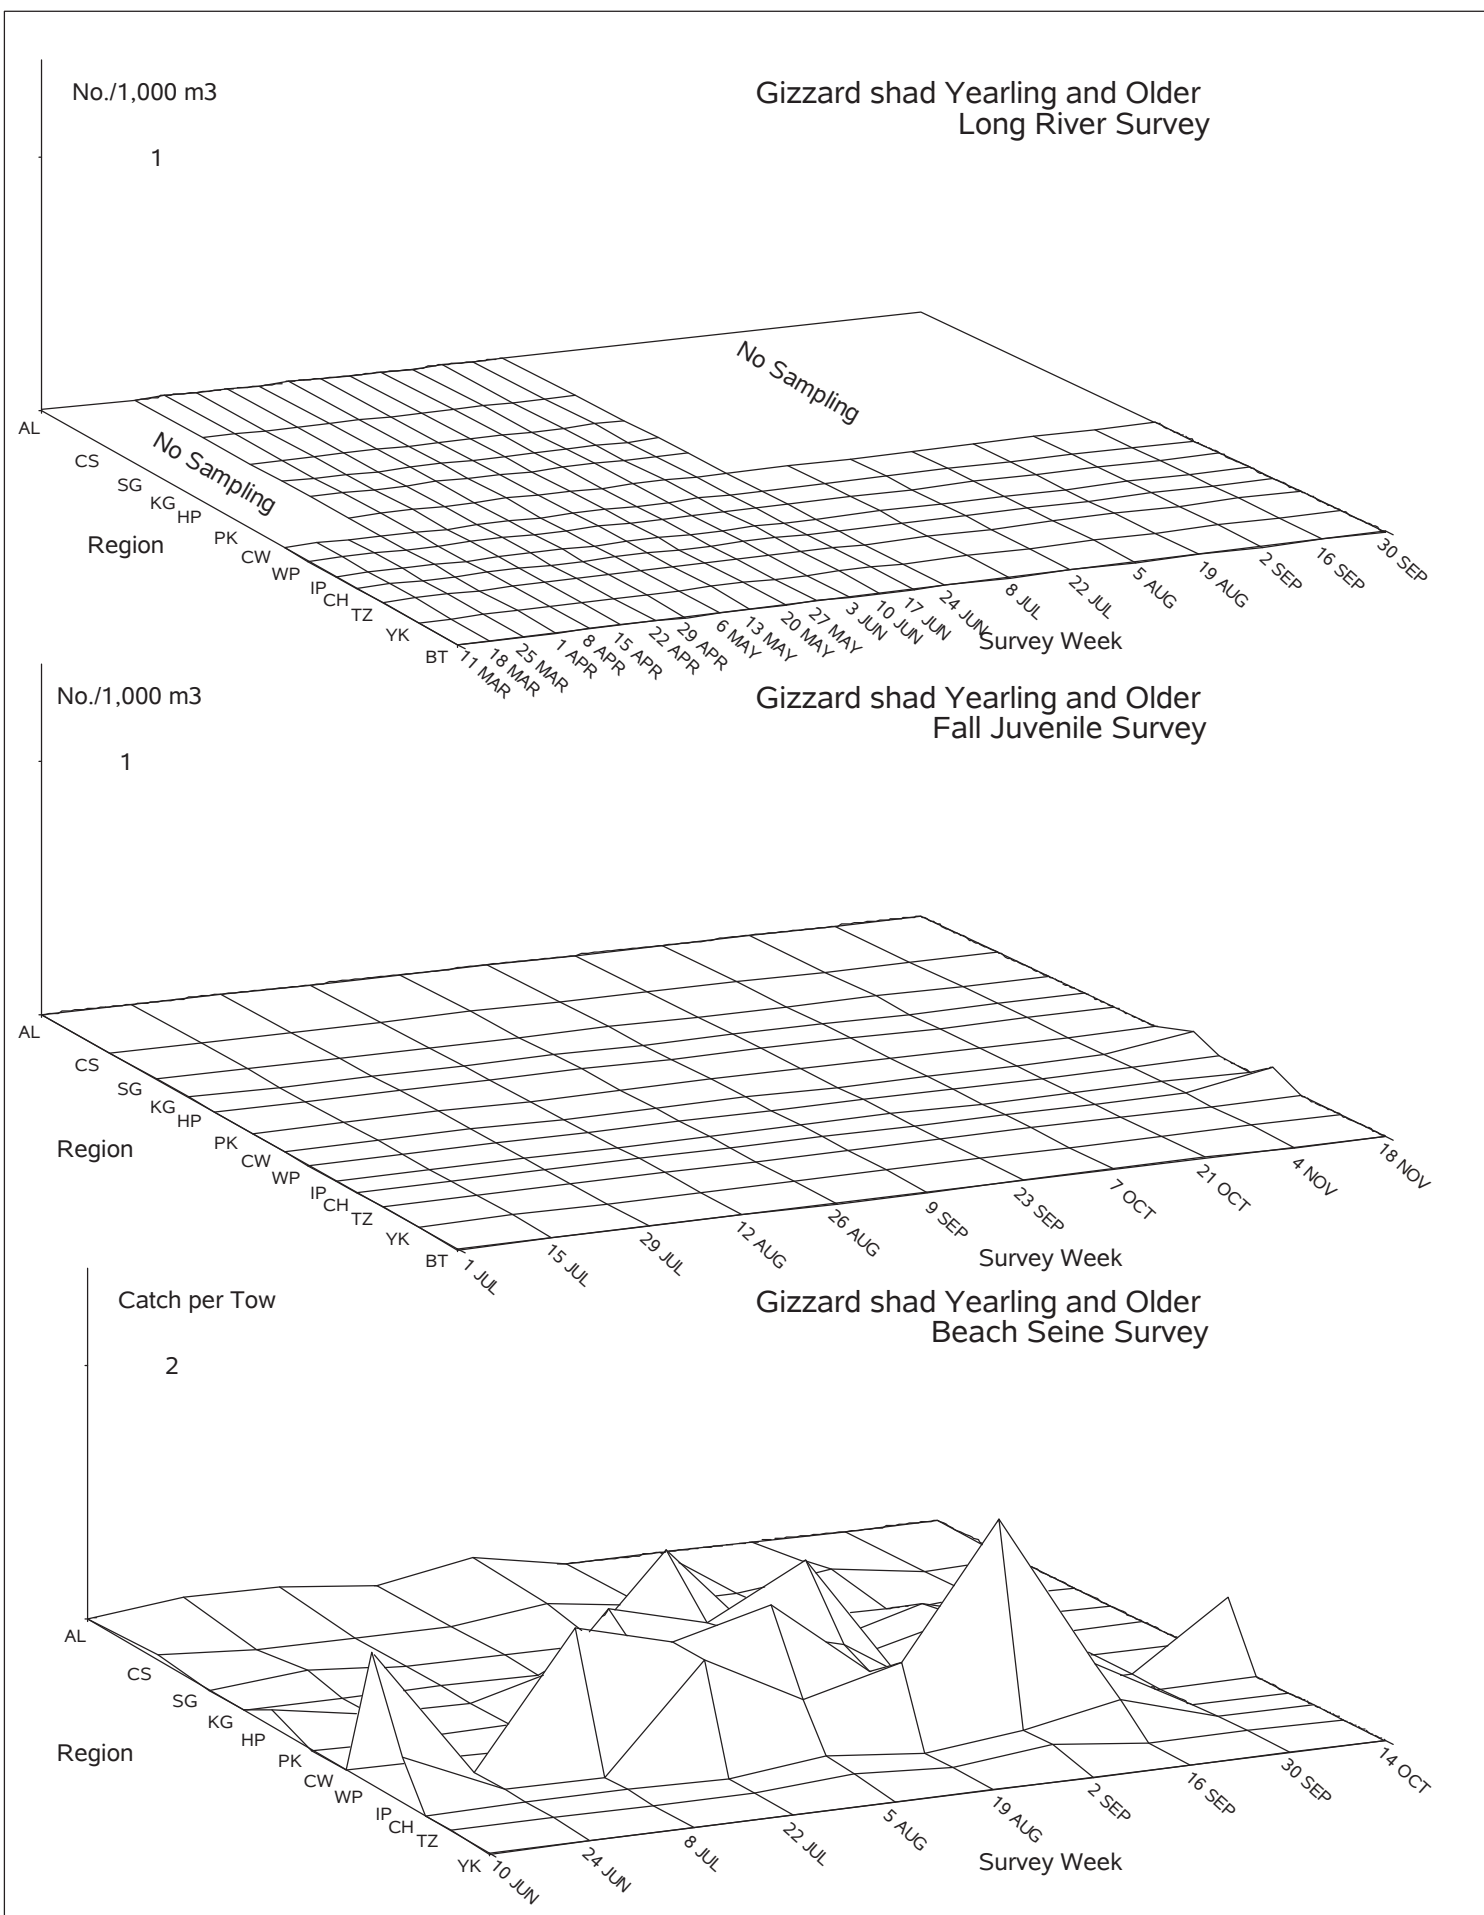 No./1,000 m3
Gizzard shad Yearling and Older
Long River Survey
1
No Sampling
No Sampling
AL
CS
SG
KG
HP
PK
CW
WP
IP
CH
TZ
YK
BT
Region
11 MAR
18 MAR
25 MAR
1 APR
8 APR
15 APR
22 APR
29 APR
6 MAY
13 MAY
20 MAY
27 MAY
3 JUN
10 JUN
17 JUN
24 JUN
8 JUL
22 JUL
5 AUG
19 AUG
2 SEP
16 SEP
30 SEP
Survey Week
No./1,000 m3
Gizzard shad Yearling and Older
Fall Juvenile Survey
1
AL
CS
SG
KG
HP
PK
CW
WP
IP
CH
TZ
YK
BT
Region
1 JUL
15 JUL
29 JUL
12 AUG
26 AUG
9 SEP
23 SEP
7 OCT
21 OCT
4 NOV
18 NOV
Survey Week
Catch per Tow
Gizzard shad Yearling and Older
Beach Seine Survey
2
AL
CS
SG
KG
HP
PK
CW
WP
IP
CH
TZ
YK
Region
10 JUN
24 JUN
8 JUL
22 JUL
5 AUG
19 AUG
2 SEP
16 SEP
30 SEP
14 OCT
Survey Week